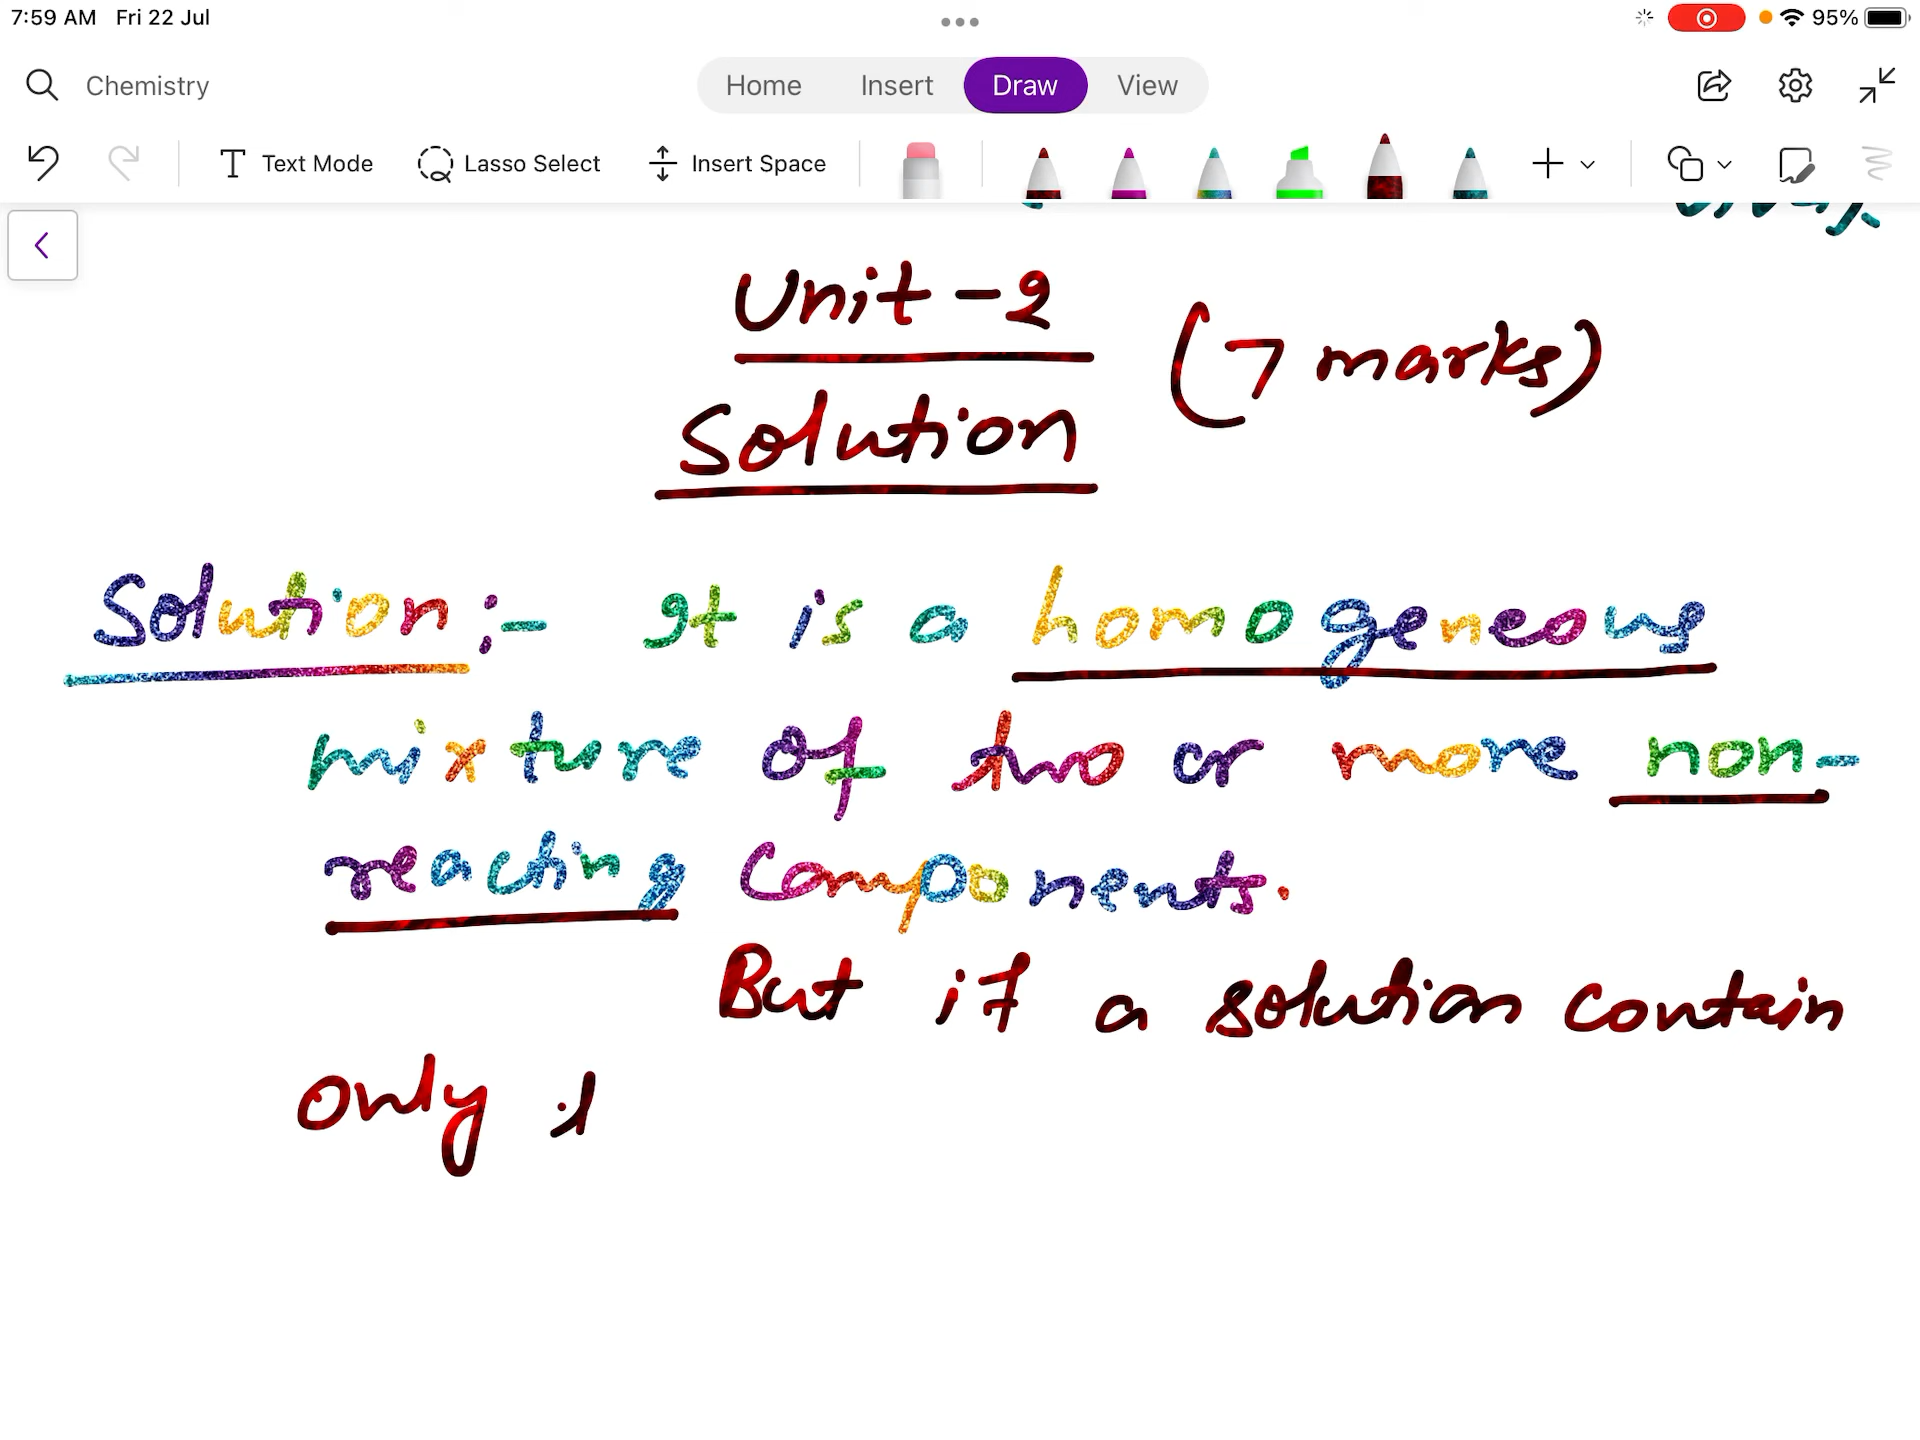 7:59 AM Fri 22 Jul 95%
Chemistry Home Insert Draw View
Text Mode Lasso Select Insert Space
Unit-2
(7 marks)
Solution
Solution:- It is a homogeneous
mixture of two or more non-
reacting components.
But if a solution contain
only